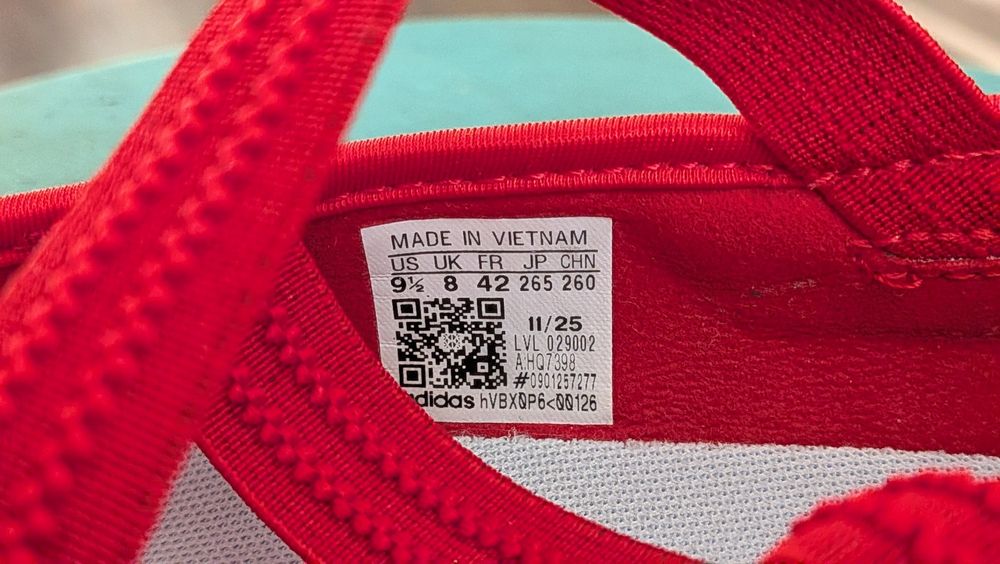 MADE IN VIETNAM
US UK FR JP CHN
9½ 8 42 265 260
11/25
LVL 029002
A:HQ7398
#0901257277
adidas hVBX0P6<00126